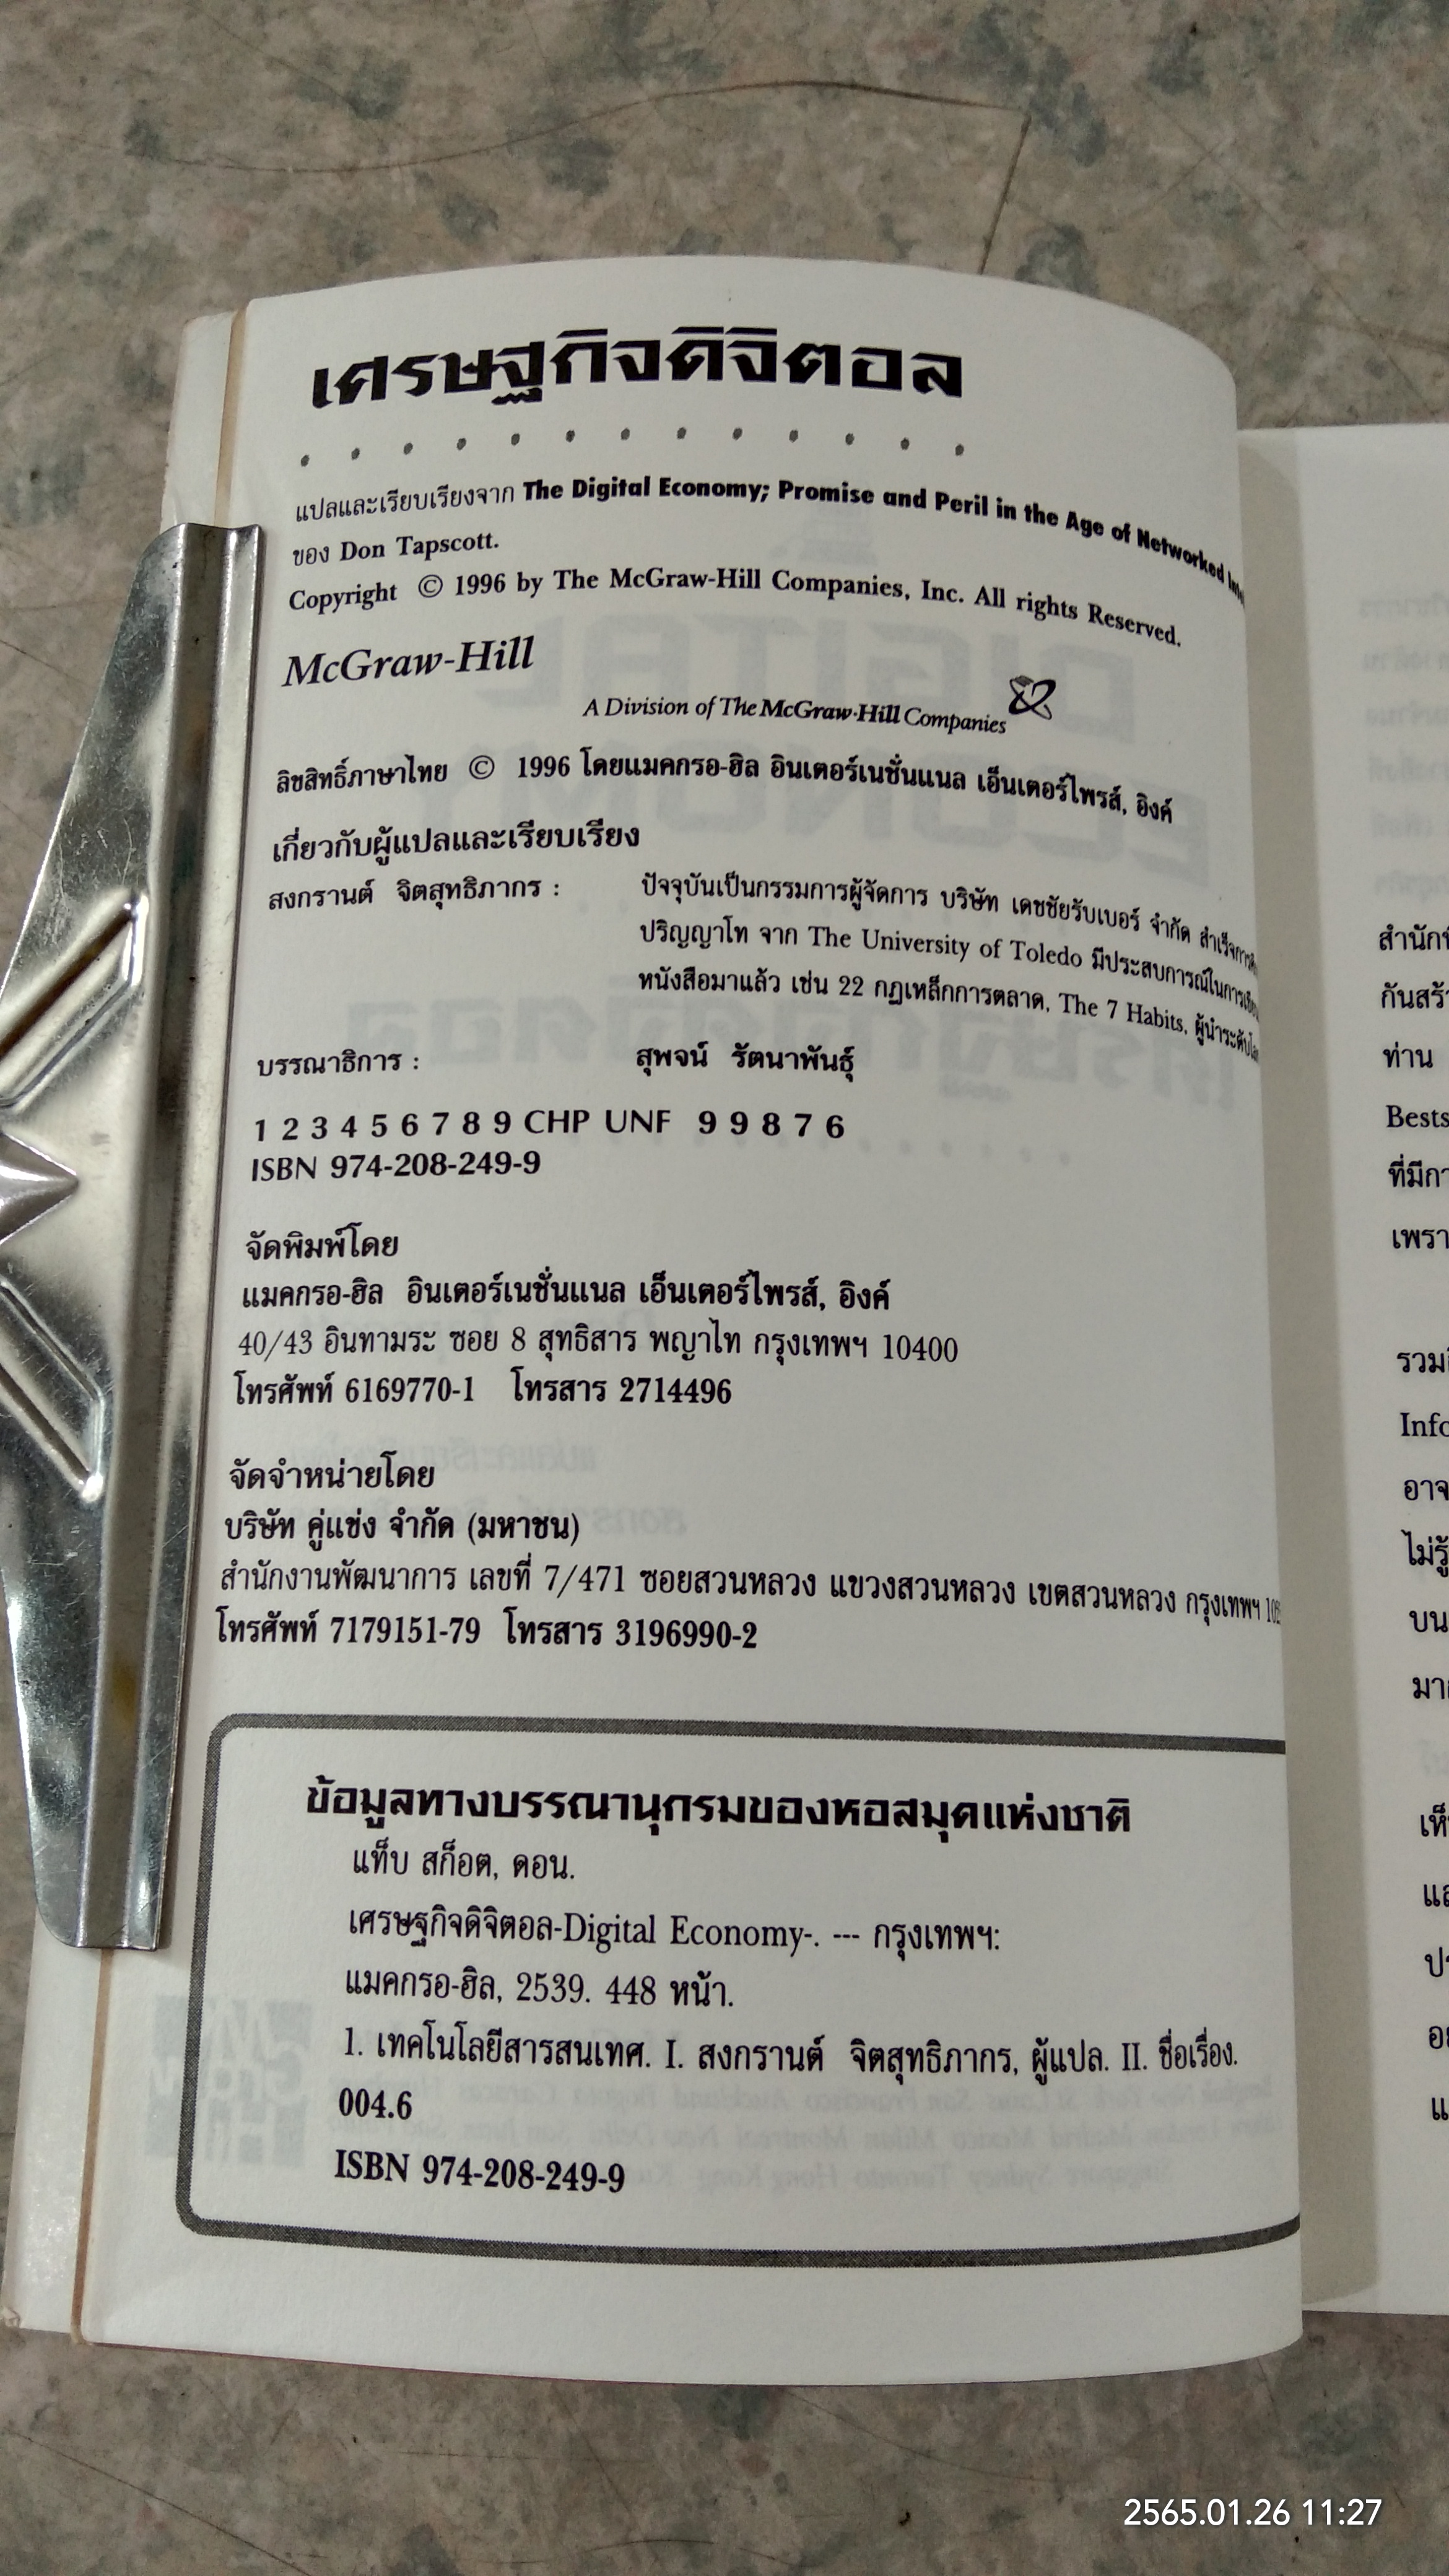 เศรษฐกิจดิจิตอล
แปลและเรียบเรียงจาก The Digital Economy; Promise and Peril in the Age of Networked
ของ Don Tapscott.
Copyright © 1996 by The McGraw-Hill Companies, Inc. All rights Reserved.
McGraw-Hill
A Division of The McGraw-Hill Companies
ลิขสิทธิ์ภาษาไทย © 1996 โดยแมคกรอ-ฮิล อินเตอร์เนชั่นแนล เอ็นเตอร์ไพรส์, อิงค์
เกี่ยวกับผู้แปลและเรียบเรียง
สงกรานต์ จิตสุทธิภากร : ปัจจุบันเป็นกรรมการผู้จัดการ บริษัท เดชชัยรับเบอร์ จำกัด
ปริญญาโท จาก The University of Toledo มีประสบการณ์ในการ
หนังสือมาแล้ว เช่น 22 กฎเหล็กการตลาด, The 7 Habits, ผู้นำระดับ
บรรณาธิการ : สุพจน์ รัตนาพันธุ์
1 2 3 4 5 6 7 8 9 CHP UNF 9 9 8 7 6
ISBN 974-208-249-9
จัดพิมพ์โดย
แมคกรอ-ฮิล อินเตอร์เนชั่นแนล เอ็นเตอร์ไพรส์, อิงค์
40/43 อินทามระ ซอย 8 สุทธิสาร พญาไท กรุงเทพฯ 10400
โทรศัพท์ 6169770-1 โทรสาร 2714496
จัดจำหน่ายโดย
บริษัท คู่แข่ง จำกัด (มหาชน)
สำนักงานพัฒนาการ เลขที่ 7/471 ซอยสวนหลวง แขวงสวนหลวง เขตสวนหลวง กรุงเทพฯ
โทรศัพท์ 7179151-79 โทรสาร 3196990-2
ข้อมูลทางบรรณานุกรมของหอสมุดแห่งชาติ
แท็บ สก็อต, ดอน.
เศรษฐกิจดิจิตอล-Digital Economy-. --- กรุงเทพฯ:
แมคกรอ-ฮิล, 2539. 448 หน้า.
1. เทคโนโลยีสารสนเทศ. I. สงกรานต์ จิตสุทธิภากร, ผู้แปล. II. ชื่อเรื่อง.
004.6
ISBN 974-208-249-9
ท่าน
2565.01.26 11:27